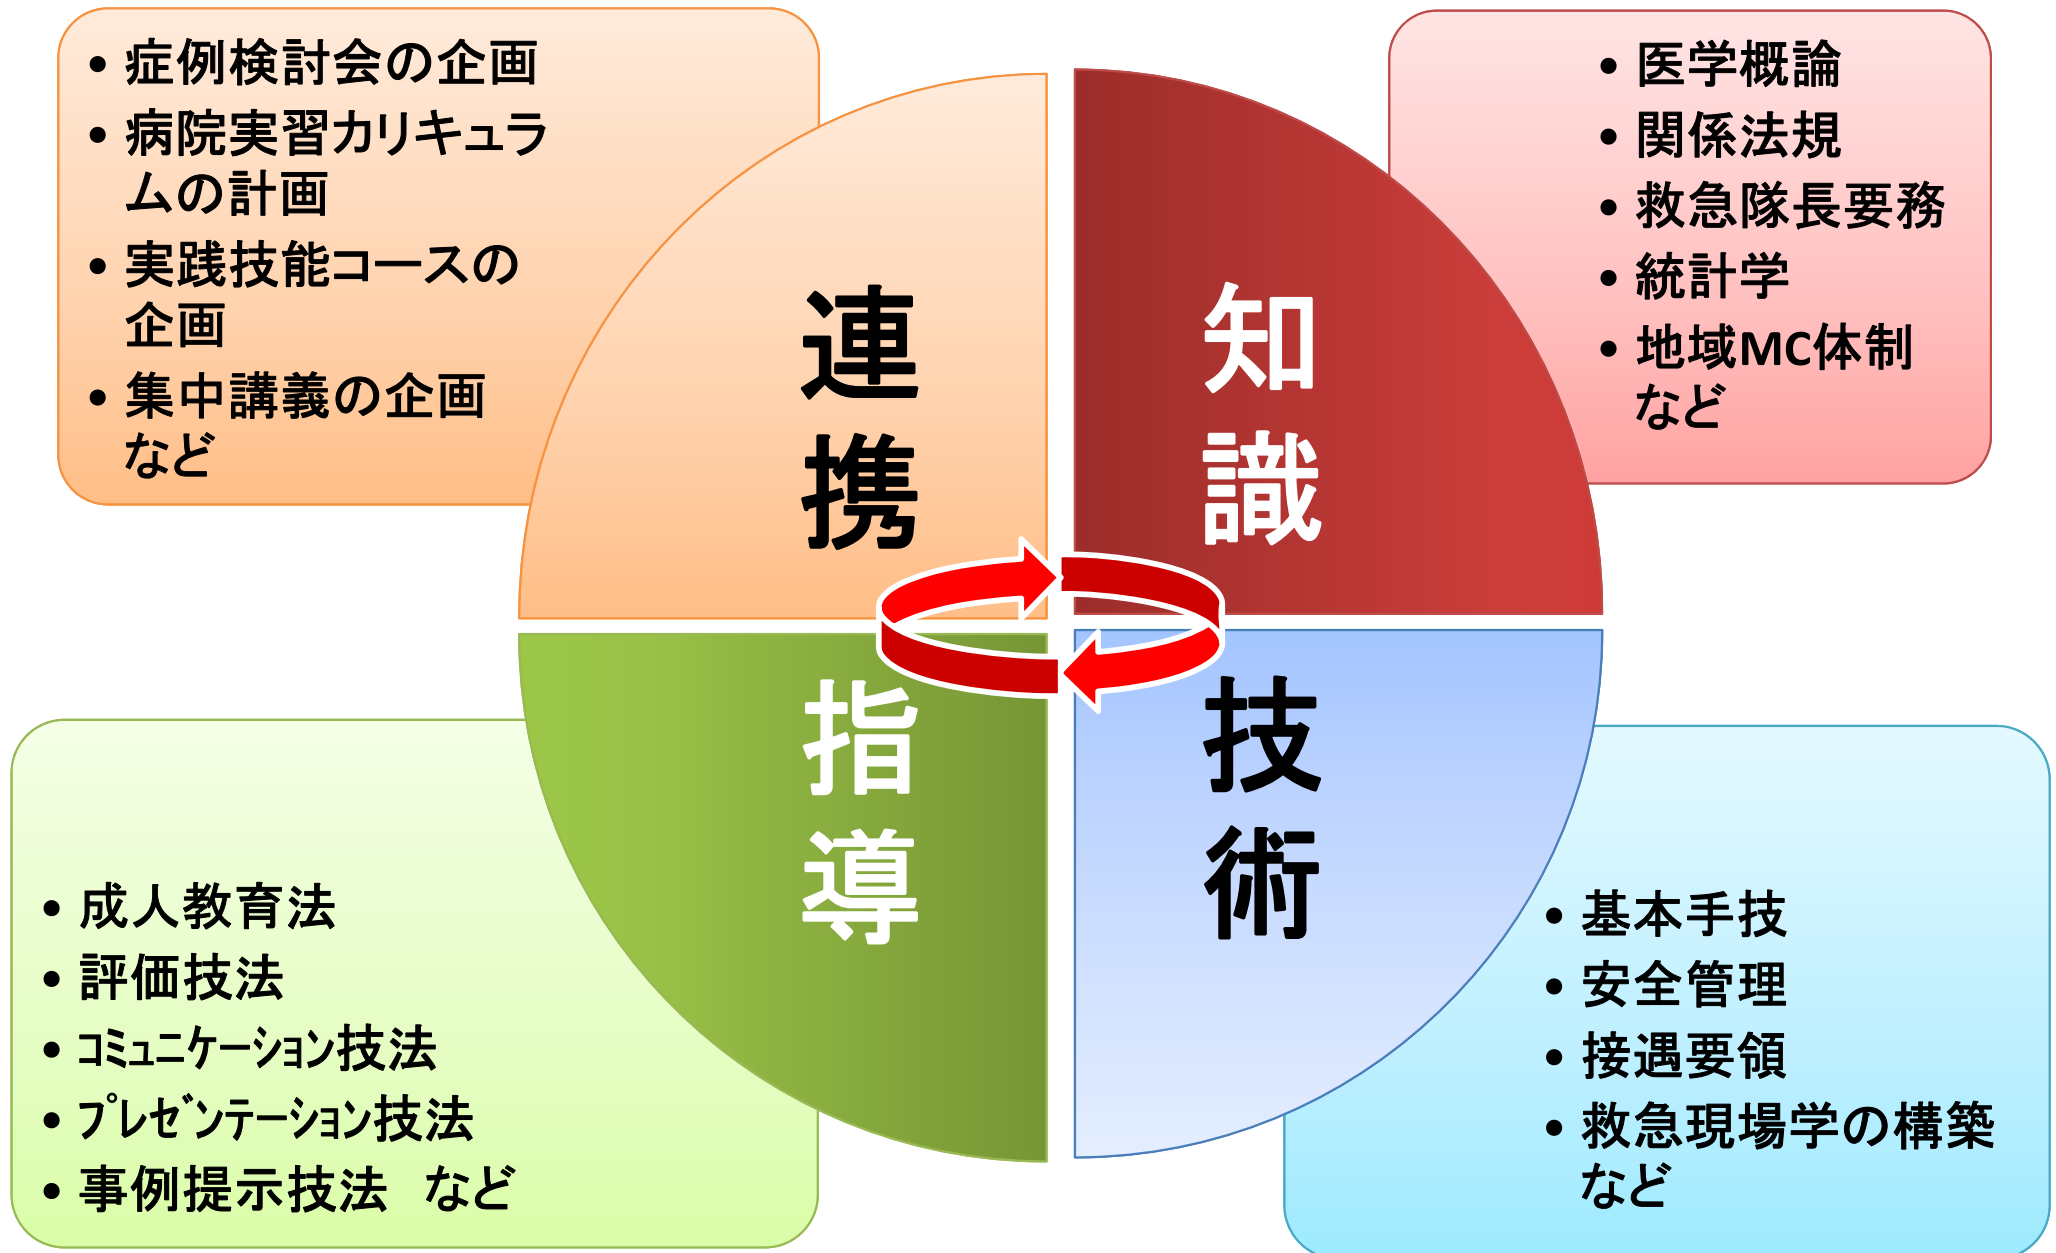 • 症例検討会の企画
• 病院実習カリキュラ
ムの計画
• 実践技能コースの
企画
• 集中講義の企画
など
• 医学概論
• 関係法規
• 救急隊長要務
• 統計学
• 地域MC体制
など
連携
知識
指導
技術
• 成人教育法
• 評価技法
• ｺﾐｭﾆｹｰｼｮﾝ技法
• ﾌﾟﾚｾﾞﾝﾃｰｼｮﾝ技法
• 事例提示技法　など
• 基本手技
• 安全管理
• 接遇要領
• 救急現場学の構築
など